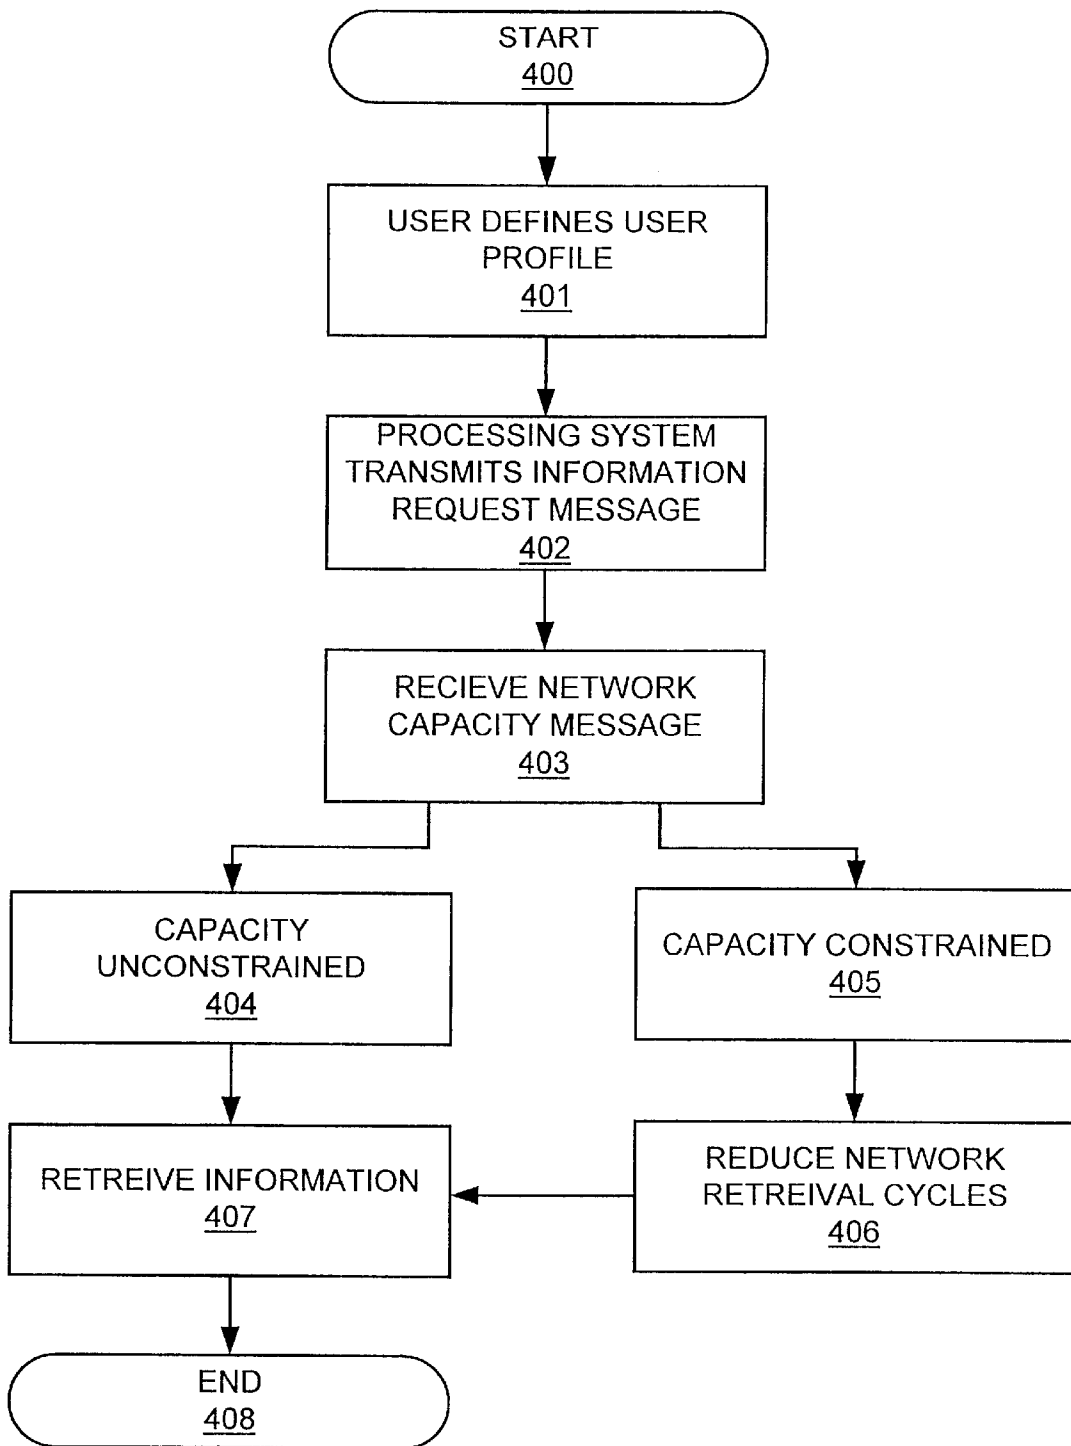 START
400
USER DEFINES USER
PROFILE
401
PROCESSING SYSTEM
TRANSMITS INFORMATION
REQUEST MESSAGE
402
RECIEVE NETWORK
CAPACITY MESSAGE
403
CAPACITY
UNCONSTRAINED
404
CAPACITY CONSTRAINED
405
RETREIVE INFORMATION
407
REDUCE NETWORK
RETREIVAL CYCLES
406
END
408